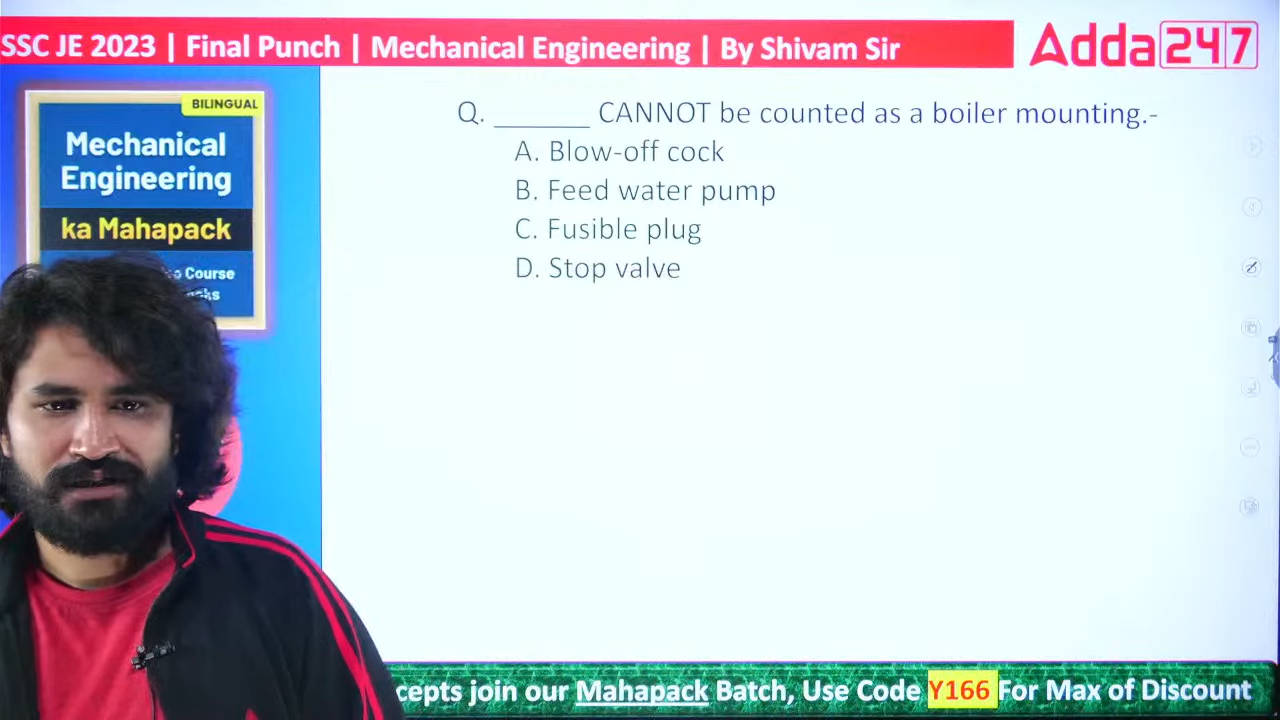 SSC JE 2023 | Final Punch | Mechanical Engineering | By Shivam Sir
Adda247
BILINGUAL
Mechanical
Engineering
ka Mahapack
Course
Q. ______ CANNOT be counted as a boiler mounting.-
A. Blow-off cock
B. Feed water pump
C. Fusible plug
D. Stop valve
cepts join our Mahapack Batch, Use Code Y166 For Max of Discount